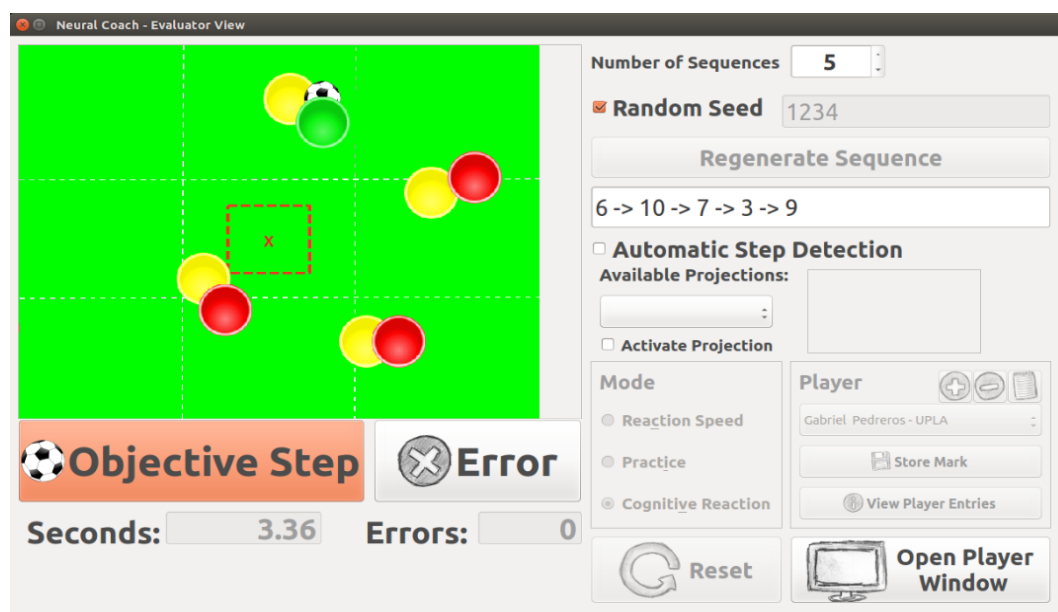 Neural Coach - Evaluator View
Number of Sequences 5
Random Seed 1234
Regenerate Sequence
6 -> 10 -> 7 -> 3 -> 9
Automatic Step Detection
Available Projections:
Activate Projection
X
Mode
Reaction Speed
Practice
Cognitive Reaction
Player
Gabriel Pedreros - UPLA
Store Mark
View Player Entries
Objective Step
Error
Seconds: 3.36
Errors: 0
Reset
Open Player
Window